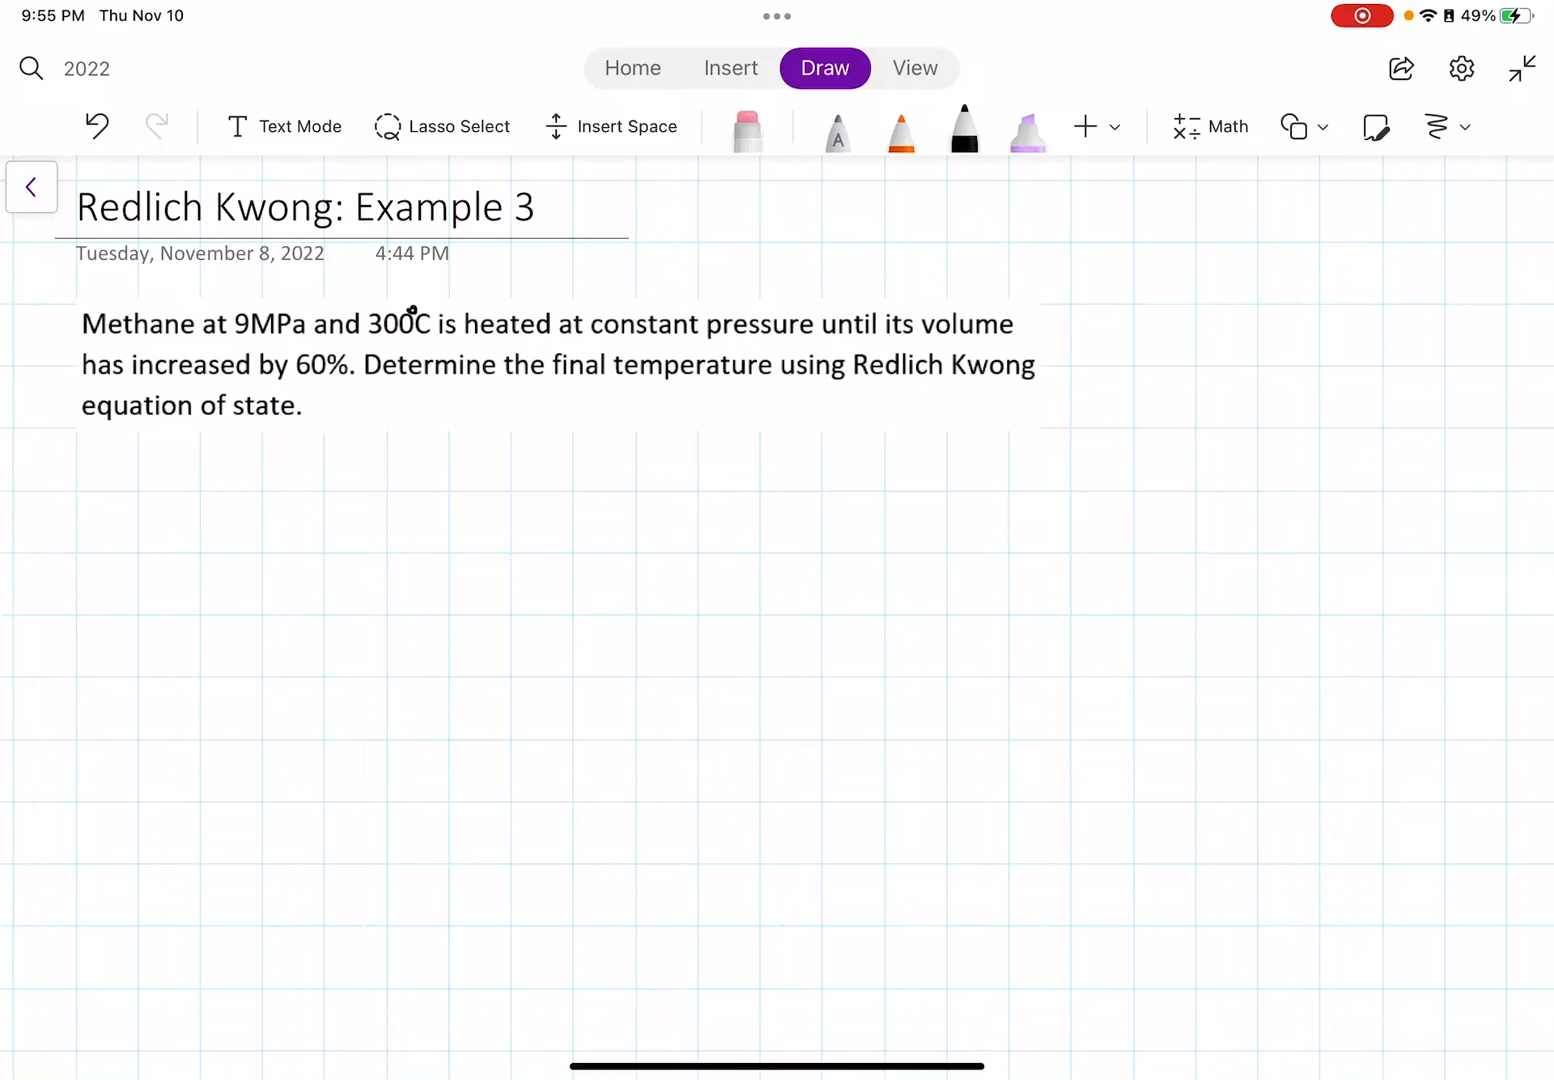 9:55 PM Thu Nov 10
49%
2022
Home Insert Draw View
Text Mode Lasso Select Insert Space A Math
Redlich Kwong: Example 3
Tuesday, November 8, 2022 4:44 PM
Methane at 9MPa and 300°C is heated at constant pressure until its volume
has increased by 60%. Determine the final temperature using Redlich Kwong
equation of state.